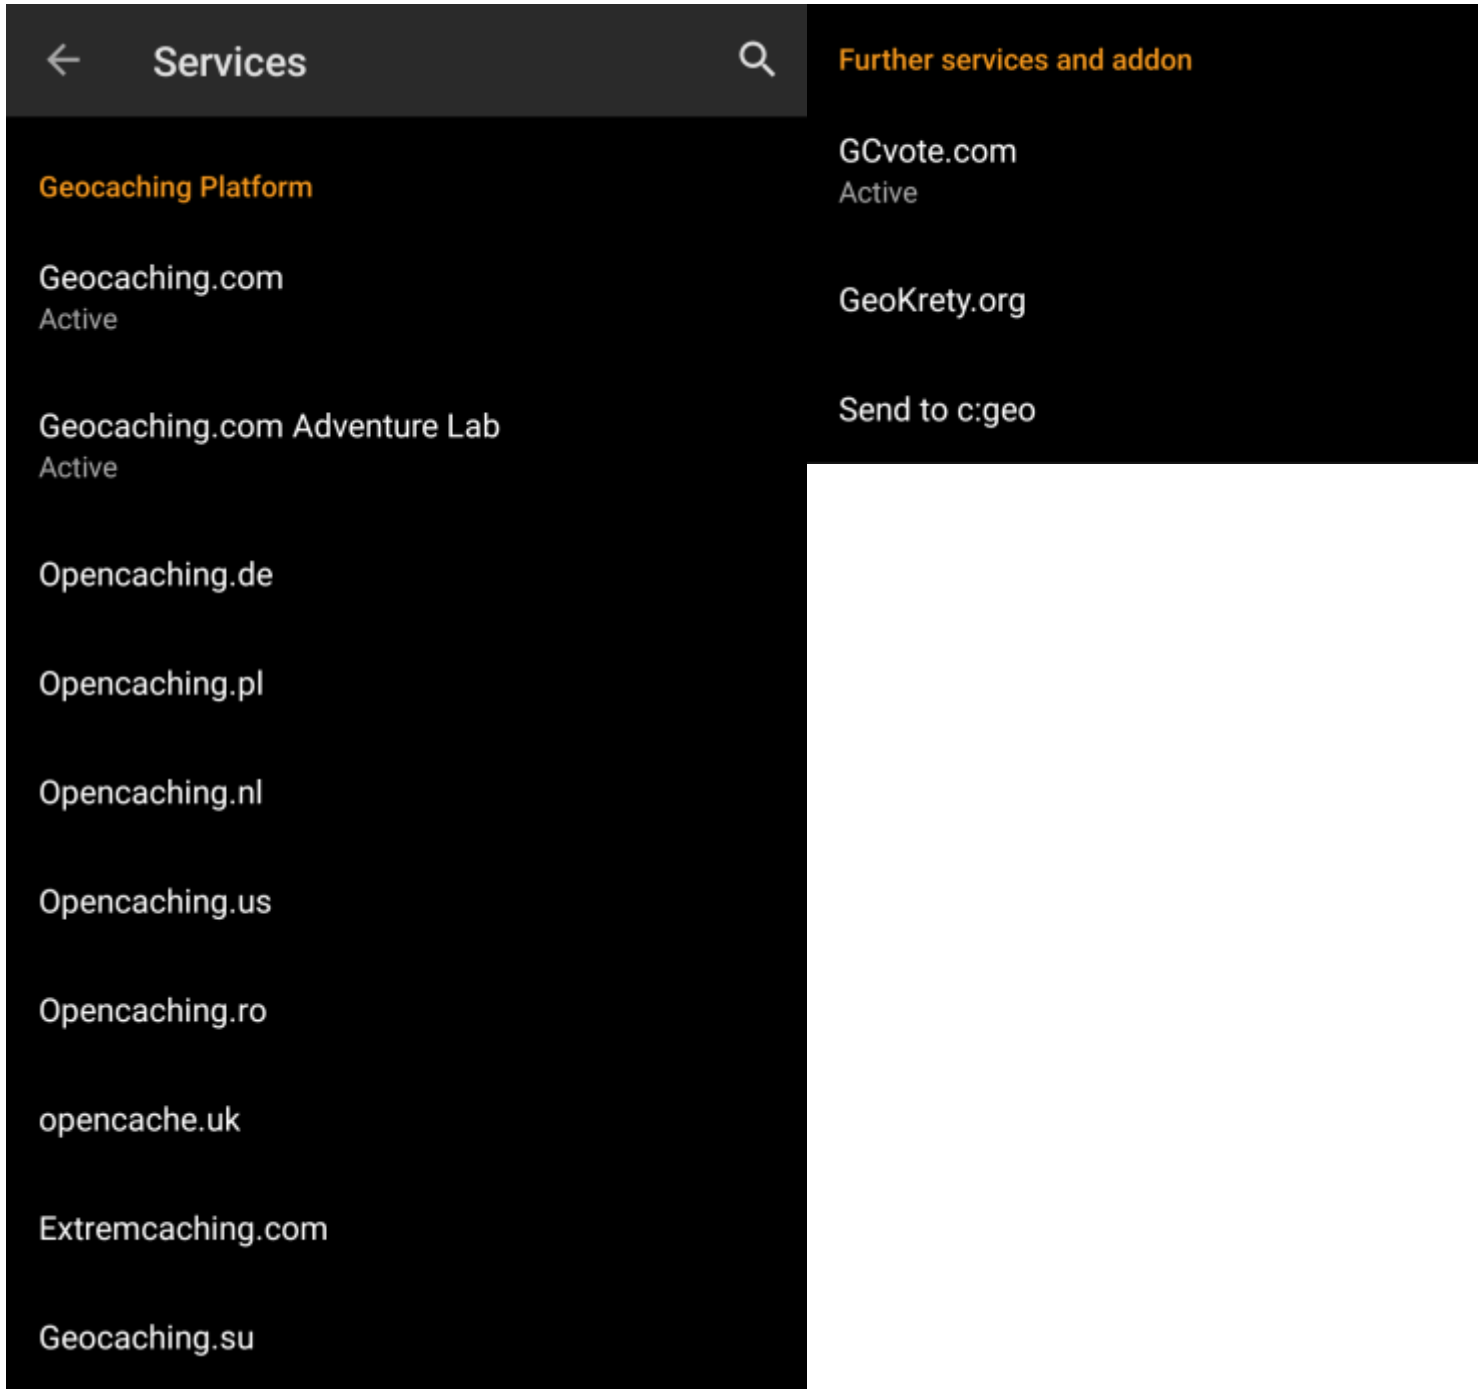 Services
Geocaching Platform
Geocaching.com
Active
Geocaching.com Adventure Lab
Active
Opencaching.de
Opencaching.pl
Opencaching.nl
Opencaching.us
Opencaching.ro
opencache.uk
Extremcaching.com
Geocaching.su
Further services and addon
GCvote.com
Active
GeoKrety.org
Send to c:geo